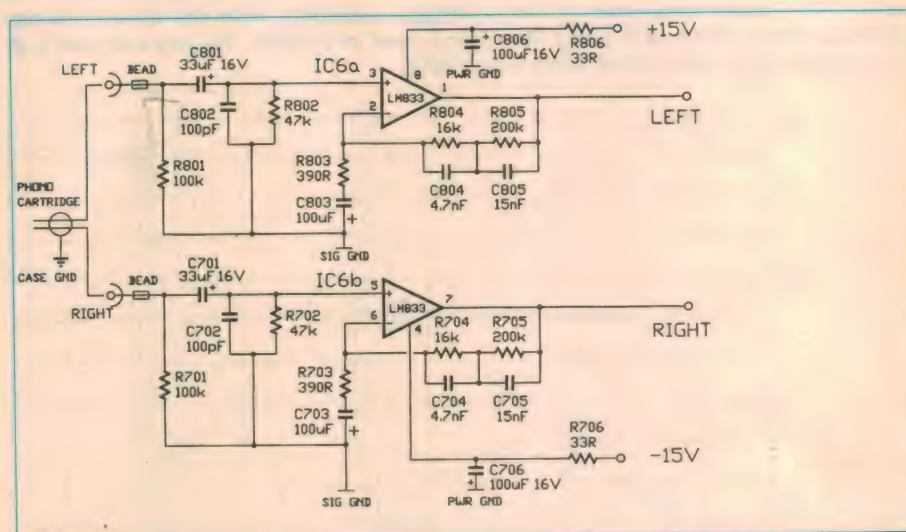 C806
100uF 16V
PWR GND
R806
33R
+15V
LEFT
BEAD
C801
33uF 16V
+
IC6a
3
8
LM833
1
2
C802
100pF
R802
47k
R804
16k
R805
200k
LEFT
R801
100k
R803
390R
C804
4.7nF
C805
15nF
C803
100uF
+
PHONO
CARTRIDGE
CASE GND
SIG GND
C701
33uF 16V
+
RIGHT
BEAD
IC6b
5
LM833
7
6
4
C702
100pF
R702
47k
R704
16k
R705
200k
RIGHT
R701
100k
R703
390R
C704
4.7nF
C705
15nF
C703
100uF
+
R706
33R
-15V
C706
100uF 16V
+
SIG GND
PWR GND